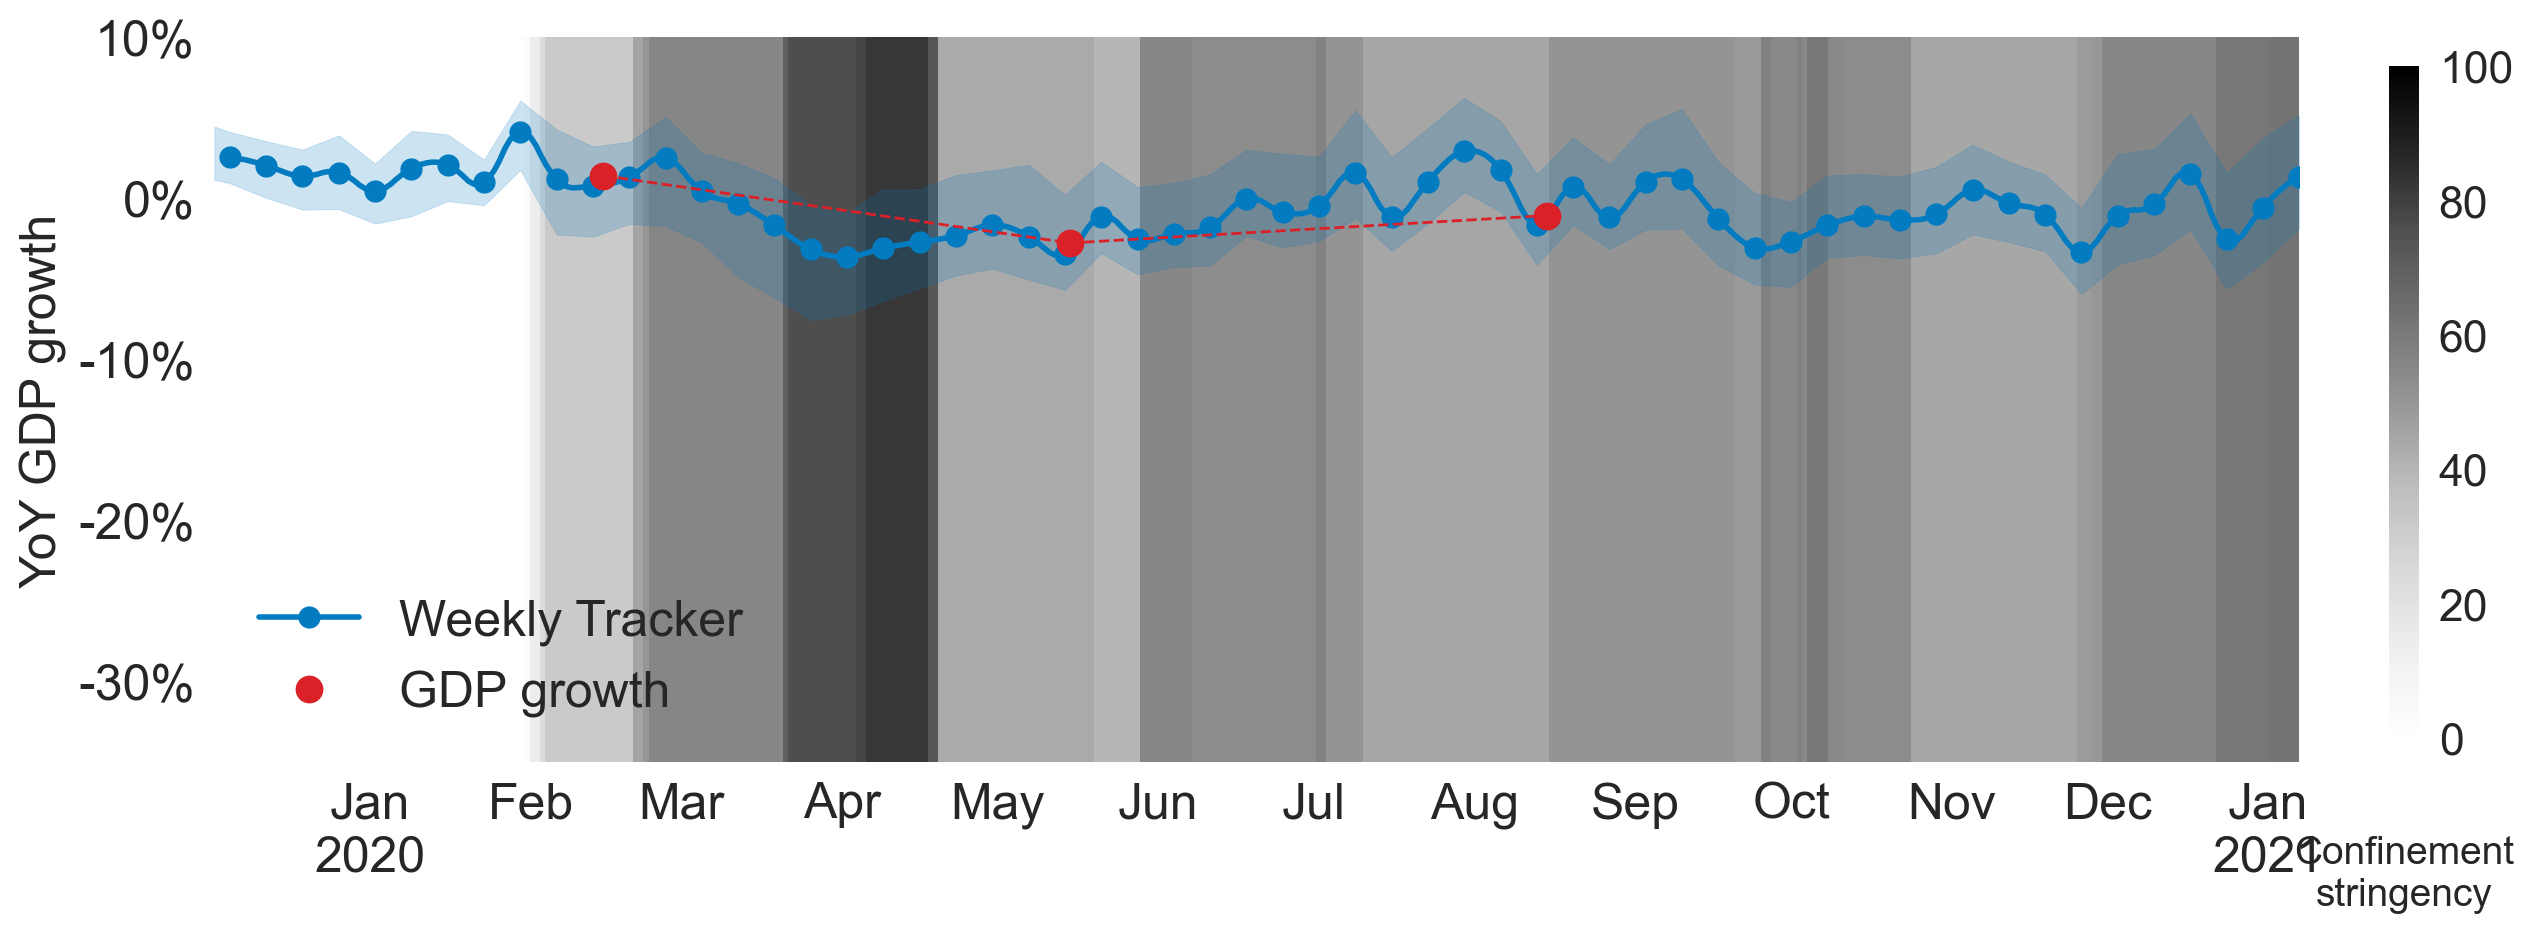 10%
0%
-10%
-20%
-30%
YoY GDP growth
Weekly Tracker
GDP growth
Jan
2020
Feb
Mar
Apr
May
Jun
Jul
Aug
Sep
Oct
Nov
Dec
Jan
2021
100
80
60
40
20
0
Confinement
stringency